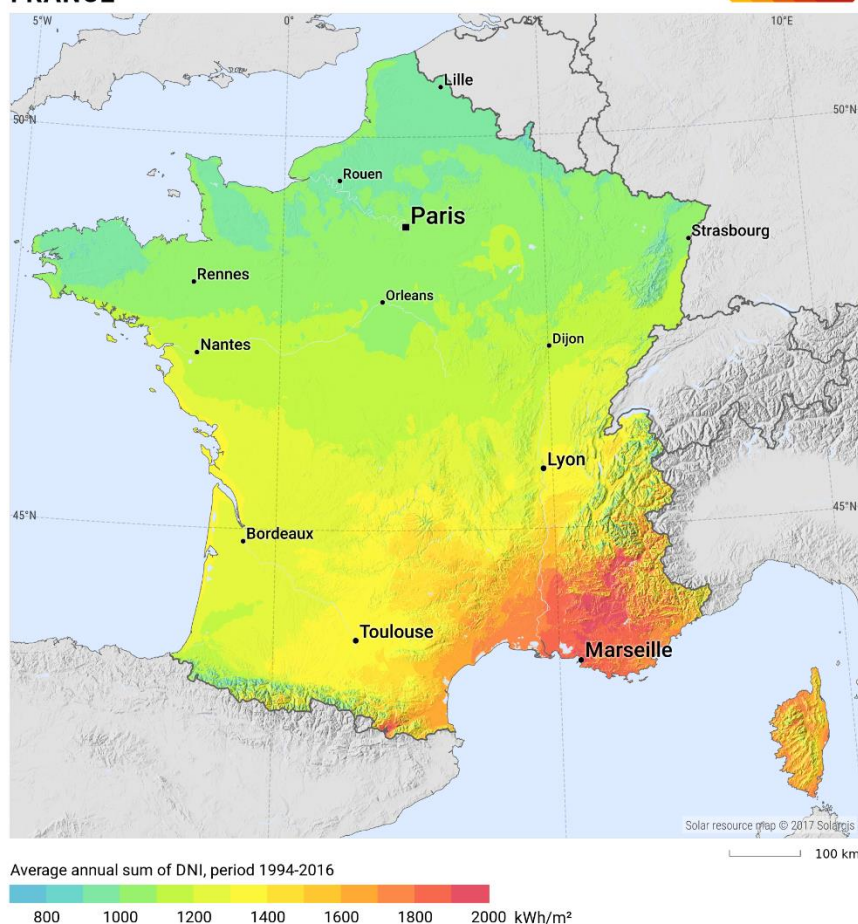 FRANCE
5°W
0°
5°E
10°E
50°N
50°N
Lille
Rouen
Paris
Strasbourg
Rennes
Orleans
Nantes
Dijon
Lyon
45°N
45°N
Bordeaux
Toulouse
Marseille
Solar resource map © 2017 Solargis
100 km
Average annual sum of DNI, period 1994-2016
800 1000 1200 1400 1600 1800 2000 kWh/m²